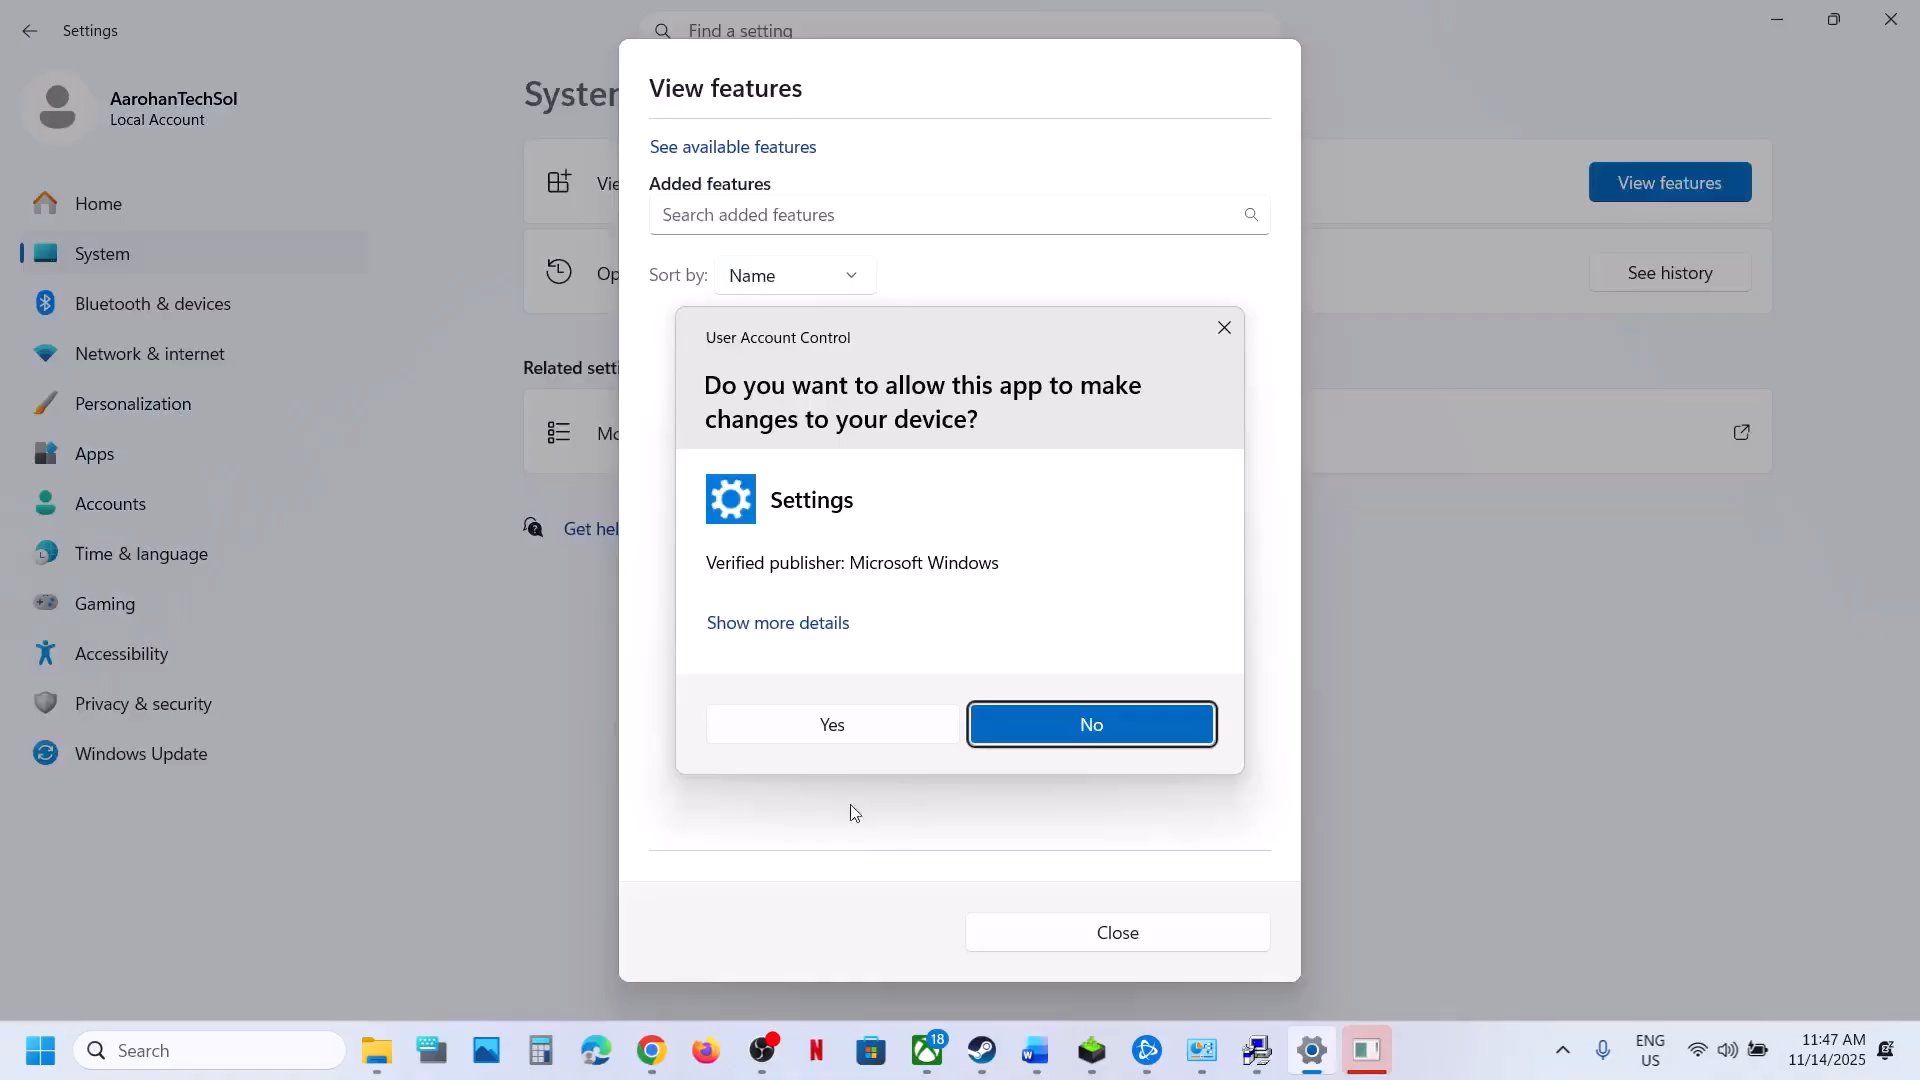 Settings
Find a setting
AarohanTechSol
Local Account
Home
System
Bluetooth & devices
Network & internet
Personalization
Apps
Accounts
Time & language
Gaming
Accessibility
Privacy & security
Windows Update
System
View features
See history
Related setti
Get hel
View features
See available features
Added features
Search added features
Sort by: Name
User Account Control
Do you want to allow this app to make
changes to your device?
Settings
Verified publisher: Microsoft Windows
Show more details
Yes
No
Close
Search
N
18
W
ENG
US
11:47 AM
11/14/2025